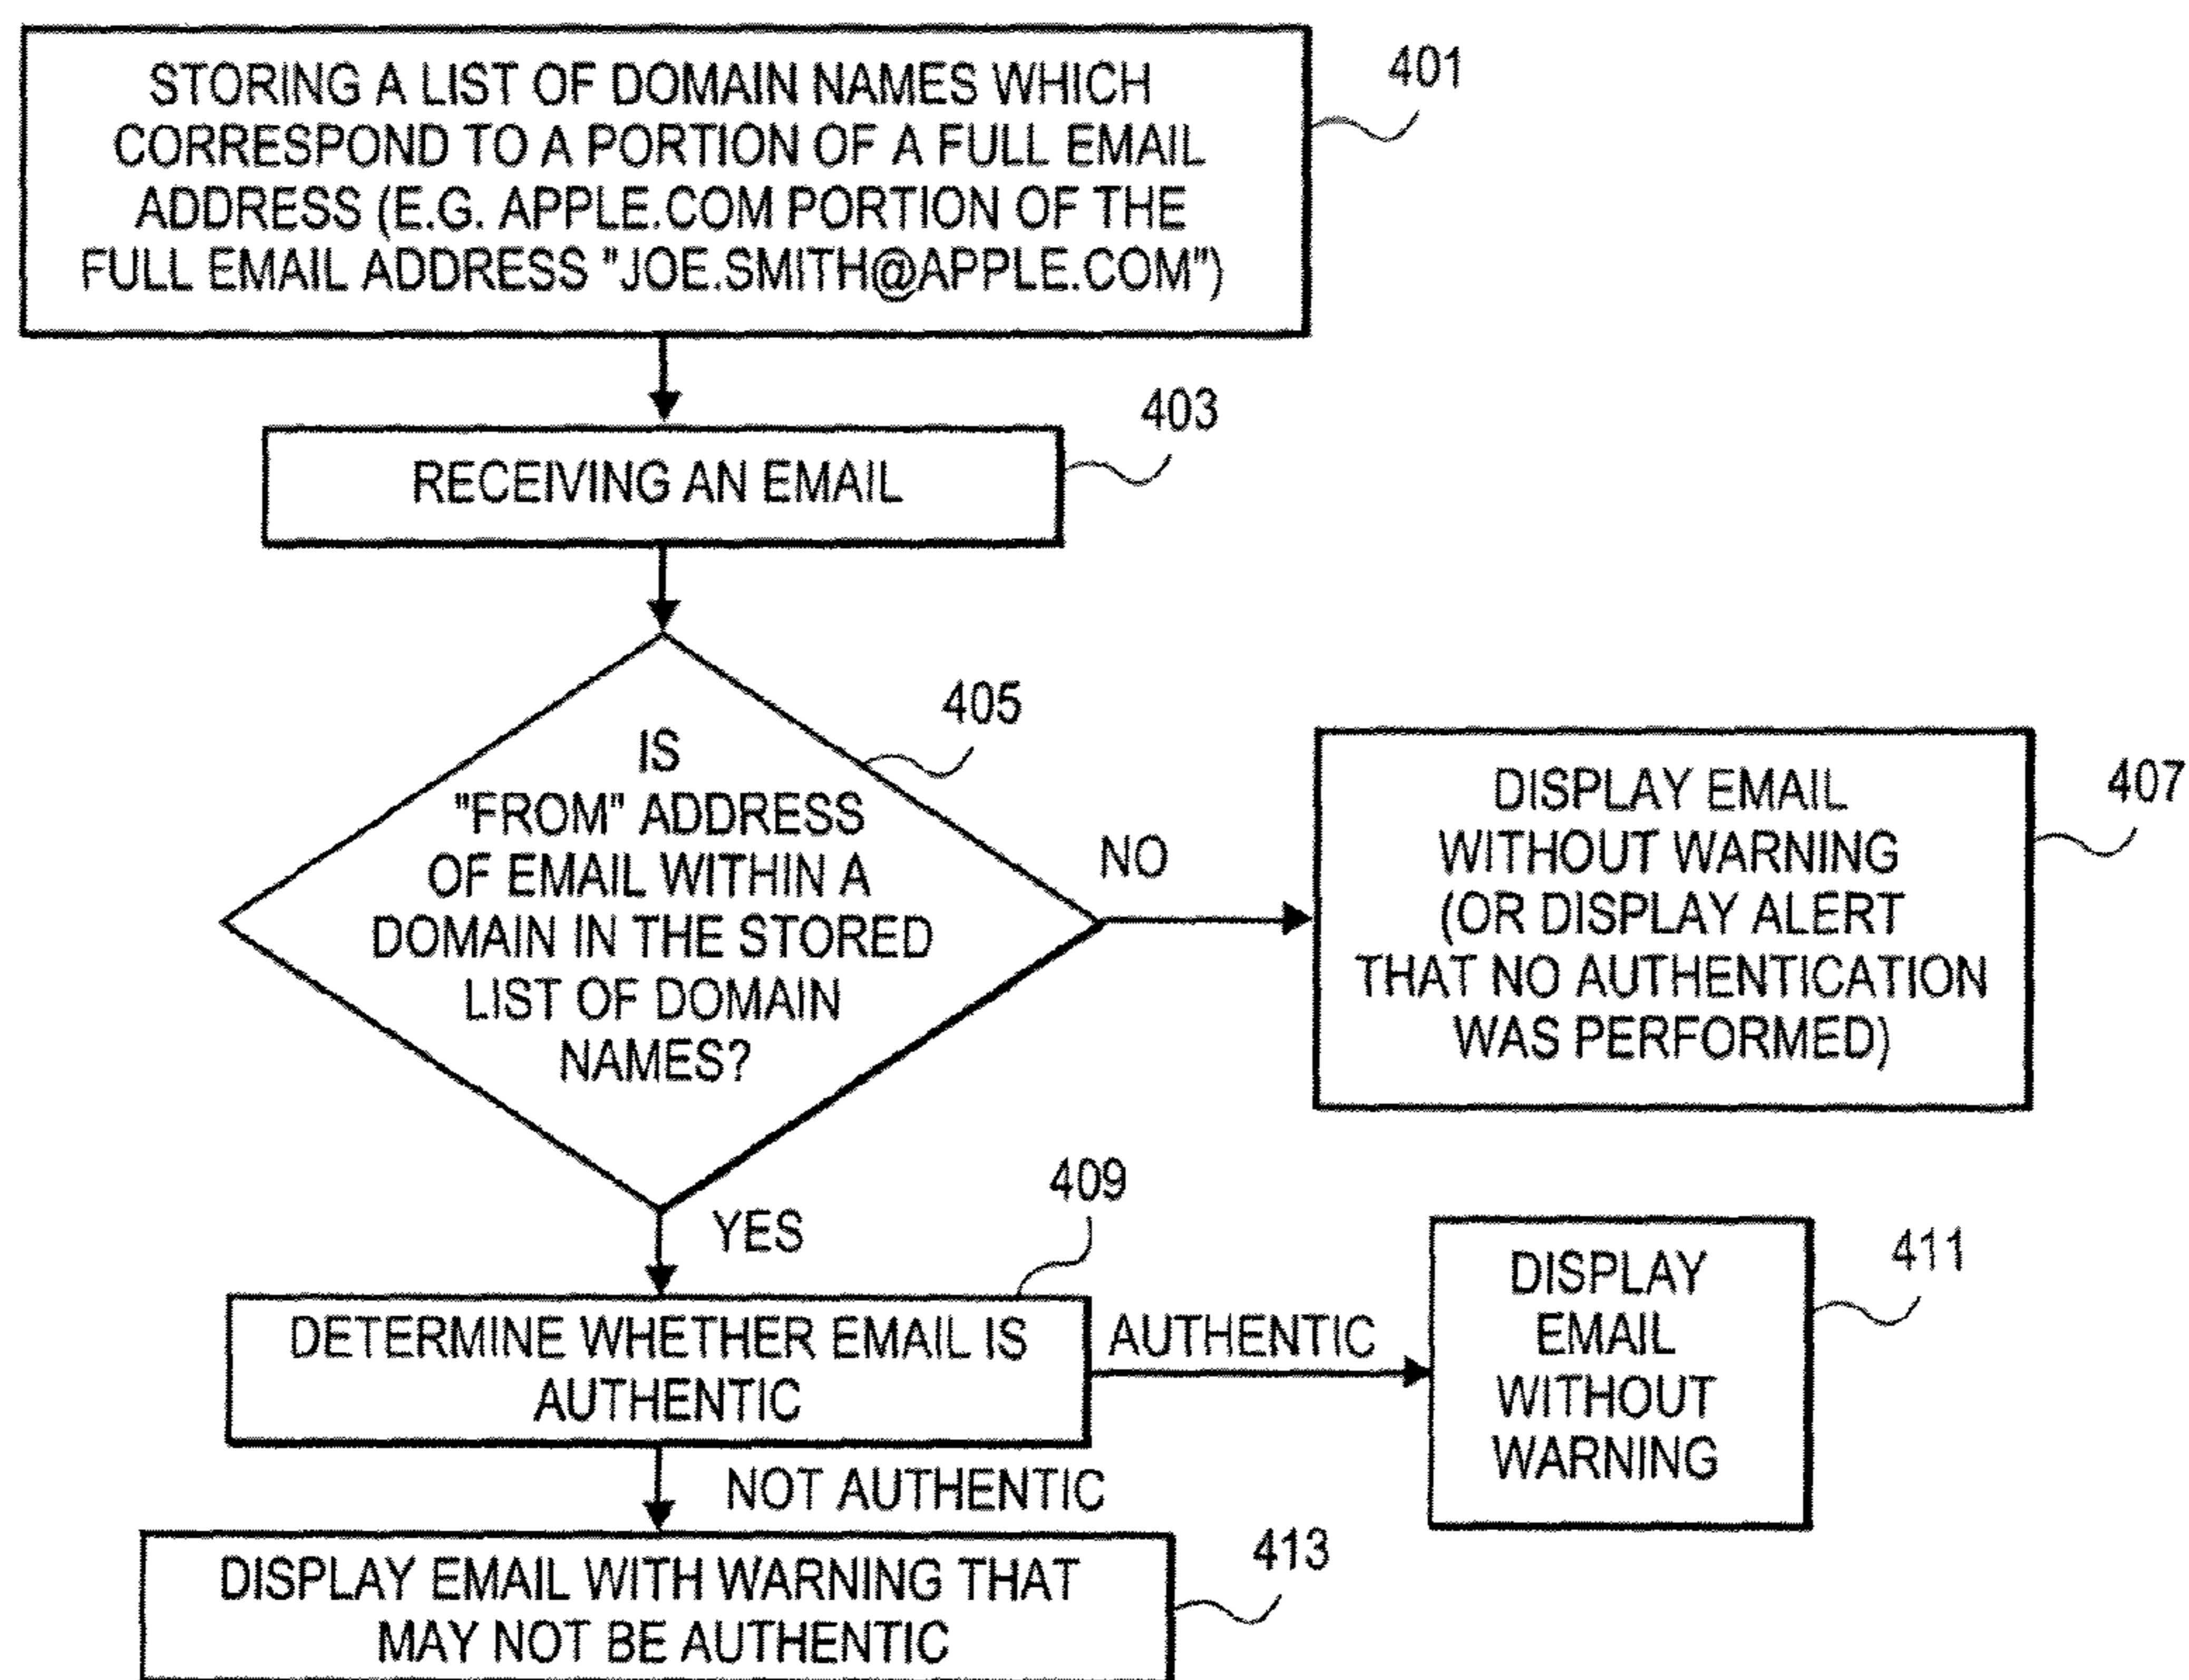 STORING A LIST OF DOMAIN NAMES WHICH
CORRESPOND TO A PORTION OF A FULL EMAIL
ADDRESS (E.G. APPLE.COM PORTION OF THE
FULL EMAIL ADDRESS "JOE.SMITH@APPLE.COM")
401
RECEIVING AN EMAIL
403
IS
"FROM" ADDRESS
OF EMAIL WITHIN A
DOMAIN IN THE STORED
LIST OF DOMAIN
NAMES?
405
NO
DISPLAY EMAIL
WITHOUT WARNING
(OR DISPLAY ALERT
THAT NO AUTHENTICATION
WAS PERFORMED)
407
YES
409
DETERMINE WHETHER EMAIL IS
AUTHENTIC
AUTHENTIC
DISPLAY
EMAIL
WITHOUT
WARNING
411
NOT AUTHENTIC
DISPLAY EMAIL WITH WARNING THAT
MAY NOT BE AUTHENTIC
413